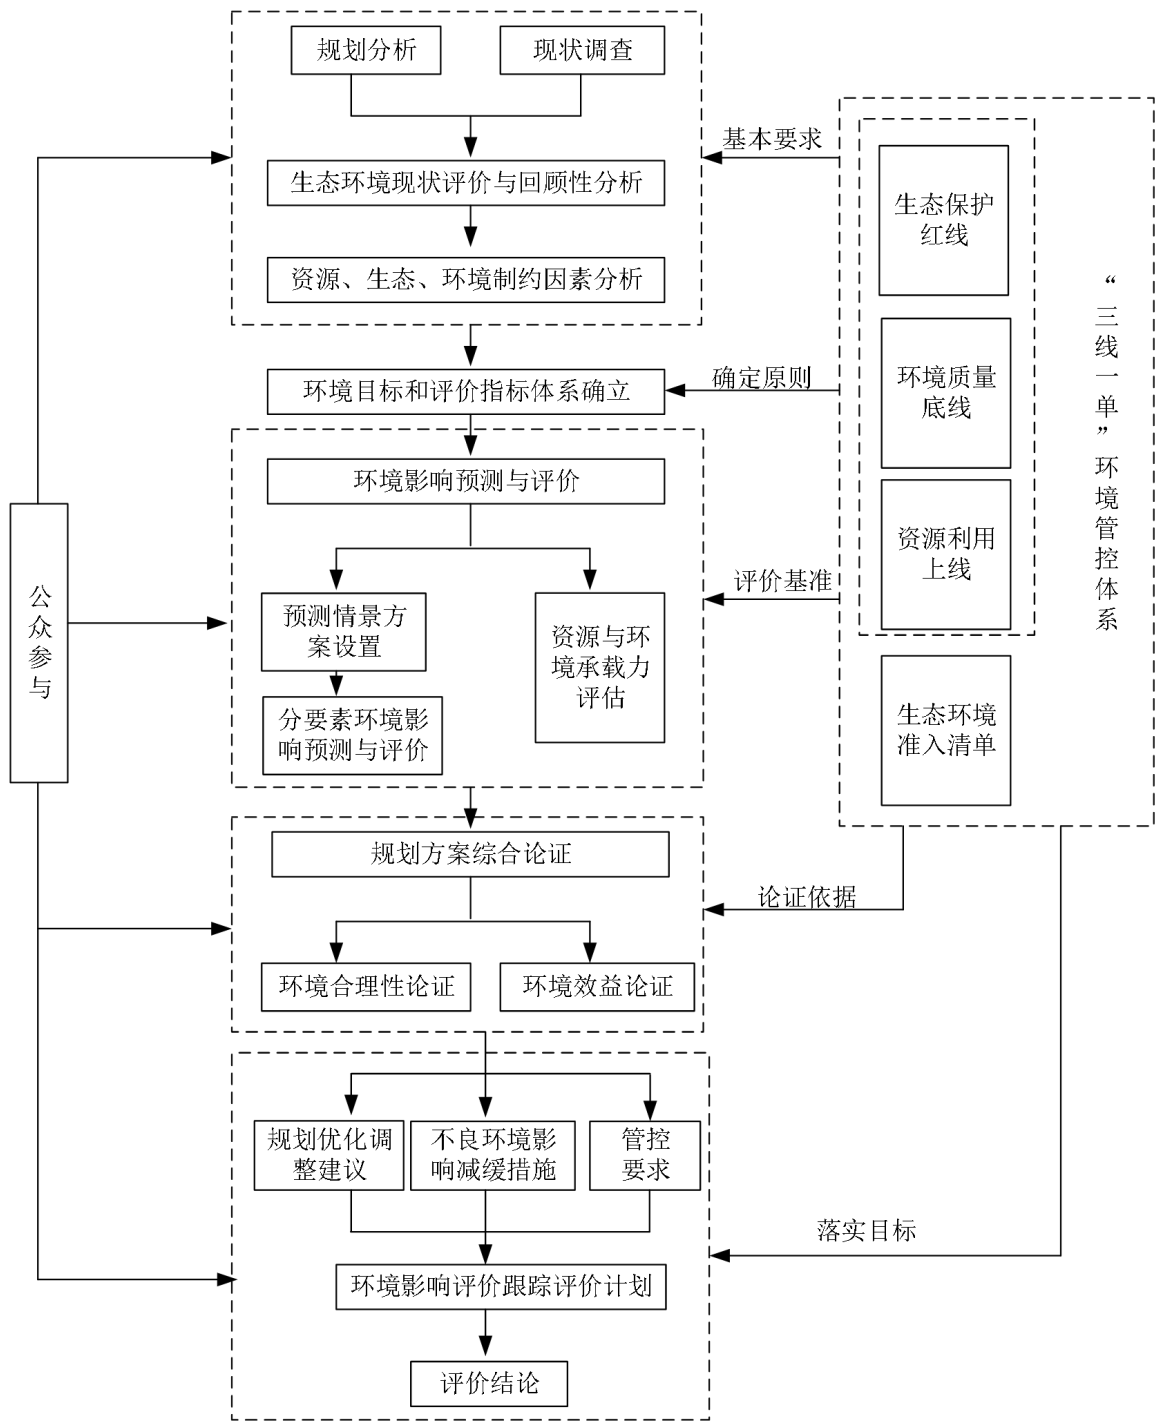 规划分析
现状调查
生态环境现状评价与回顾性分析
资源、生态、环境制约因素分析
基本要求
环境目标和评价指标体系确立
确定原则
环境影响预测与评价
预测情景方
案设置
分要素环境影
响预测与评价
资源与环
境承载力
评估
评价基准
公众参与
规划方案综合论证
环境合理性论证
环境效益论证
论证依据
规划优化调
整建议
不良环境影
响减缓措施
管控
要求
环境影响评价跟踪评价计划
评价结论
落实目标
生态保护
红线
环境质量
底线
资源利用
上线
生态环境
准入清单
“三线一单”环境管控体系